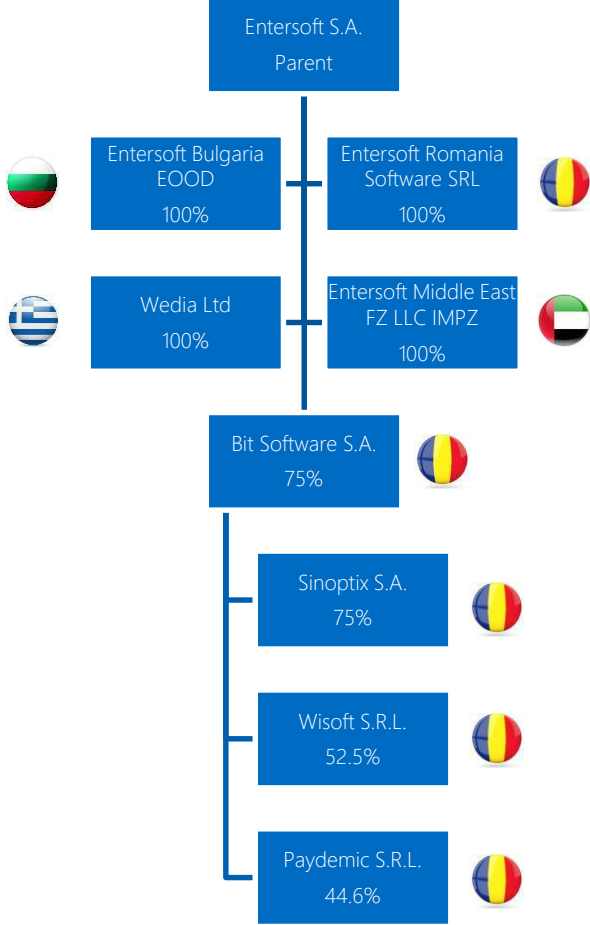 Entersoft S.A.
Parent
Entersoft Bulgaria
EOOD
100%
Entersoft Romania
Software SRL
100%
Wedia Ltd
100%
Entersoft Middle East
FZ LLC IMPZ
100%
Bit Software S.A.
75%
Sinoptix S.A.
75%
Wisoft S.R.L.
52.5%
Paydemic S.R.L.
44.6%